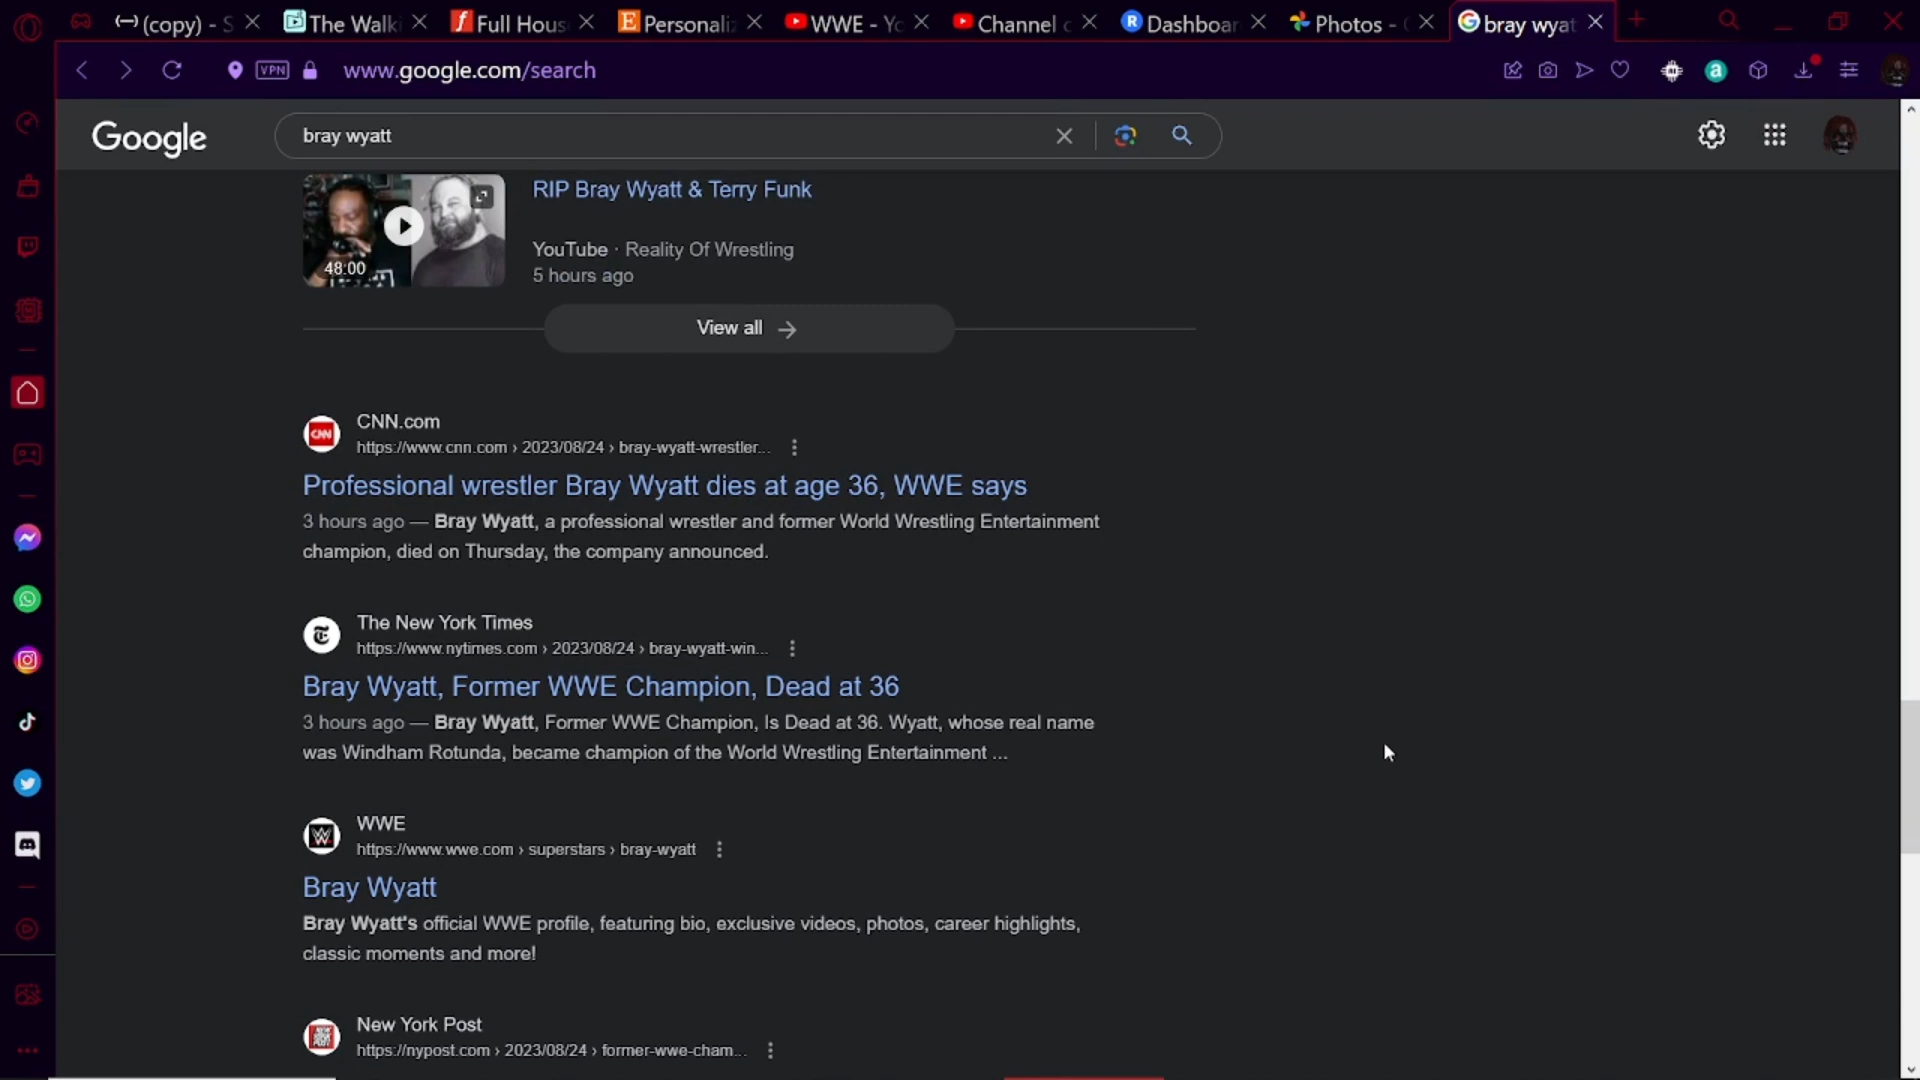 (copy) - S
The Walki
Full Hous
Personaliz
WWE - Yo
Channel c
Dashboar
Photos - G
bray wyat
VPN
www.google.com/search
Google
bray wyatt
RIP Bray Wyatt & Terry Funk
48:00
YouTube · Reality Of Wrestling
5 hours ago
View all
CNN.com
CNN
https://www.cnn.com › 2023/08/24 › bray-wyatt-wrestler...
Professional wrestler Bray Wyatt dies at age 36, WWE says
3 hours ago — Bray Wyatt, a professional wrestler and former World Wrestling Entertainment
champion, died on Thursday, the company announced.
The New York Times
https://www.nytimes.com › 2023/08/24 › bray-wyatt-win...
Bray Wyatt, Former WWE Champion, Dead at 36
3 hours ago — Bray Wyatt, Former WWE Champion, Is Dead at 36. Wyatt, whose real name
was Windham Rotunda, became champion of the World Wrestling Entertainment ...
WWE
https://www.wwe.com › superstars › bray-wyatt
Bray Wyatt
Bray Wyatt's official WWE profile, featuring bio, exclusive videos, photos, career highlights,
classic moments and more!
New York Post
https://nypost.com › 2023/08/24 › former-wwe-cham...